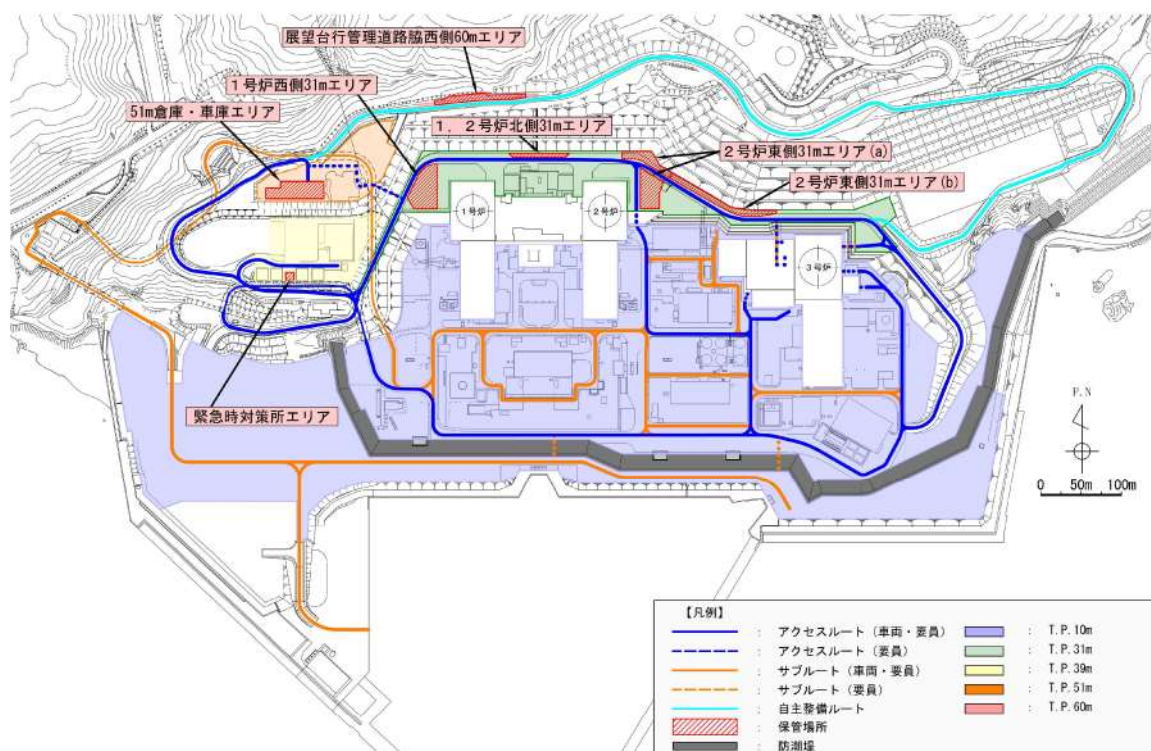 展望台行管理道路脇西側60mエリア
1号炉西側31mエリア
51m倉庫・車庫エリア
1．2号炉北側31mエリア
2号炉東側31mエリア(a)
2号炉東側31mエリア(b)
1号炉
2号炉
3号炉
緊急時対策所エリア
P.N
0 50m 100m
【凡例】
： アクセスルート（車両・要員）
： アクセスルート（要員）
： サブルート（車両・要員）
： サブルート（要員）
： 自主整備ルート
： 保管場所
： 防潮堤
： T.P.10m
： T.P.31m
： T.P.39m
： T.P.51m
： T.P.60m